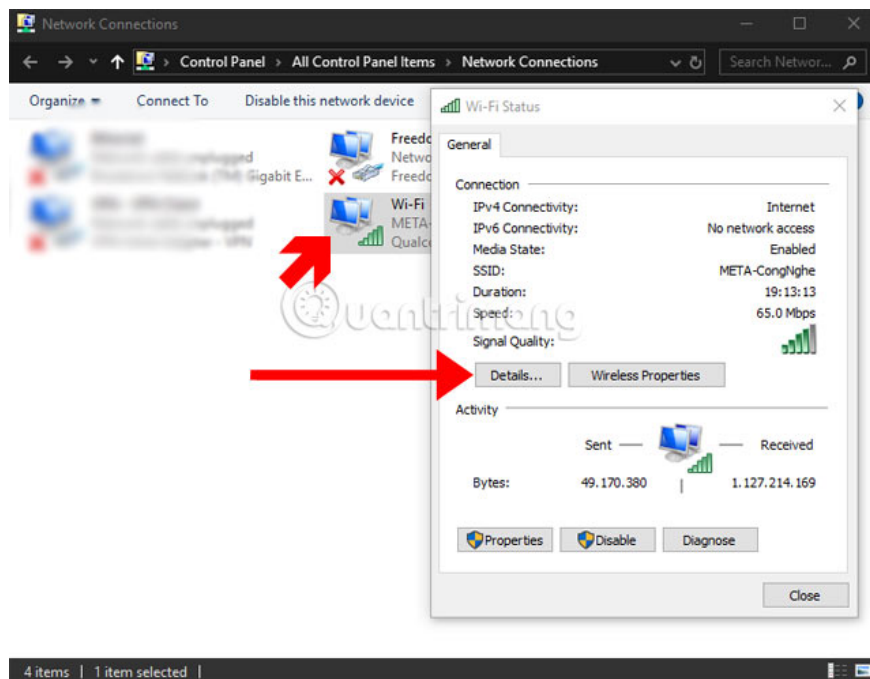 Network Connections
Control Panel > All Control Panel Items > Network Connections
Search Networ...
Organize
Connect To
Disable this network device
Gigabit E...
Freedo
Netwo
Freedo
Wi-Fi
META-
Qualco
Wi-Fi Status
General
Connection
IPv4 Connectivity: Internet
IPv6 Connectivity: No network access
Media State: Enabled
SSID: META-CongNghe
Duration: 19:13:13
Speed: 65.0 Mbps
Signal Quality:
Details...
Wireless Properties
Activity
Sent
Received
Bytes: 49.170.380 | 1.127.214.169
Properties
Disable
Diagnose
Close
Quantrimang
4 items | 1 item selected |